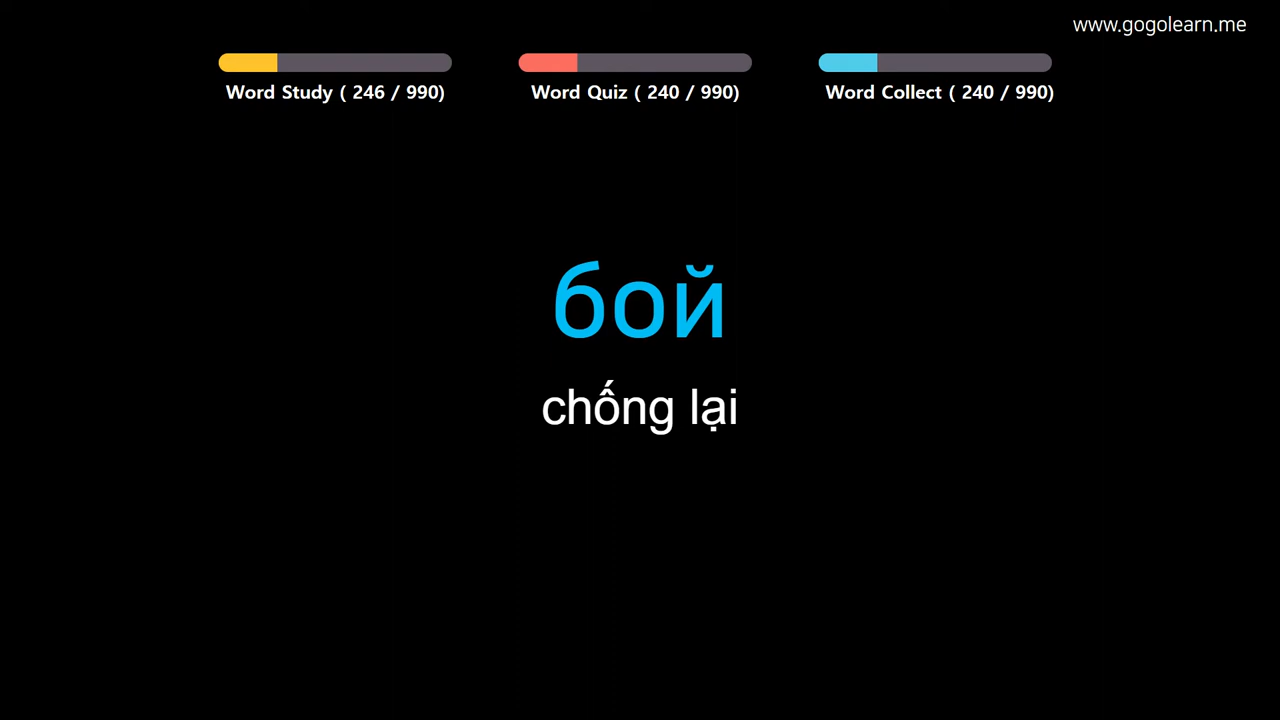 www.gogolearn.me
Word Study ( 246 / 990)
Word Quiz ( 240 / 990)
Word Collect ( 240 / 990)
бой
chống lại